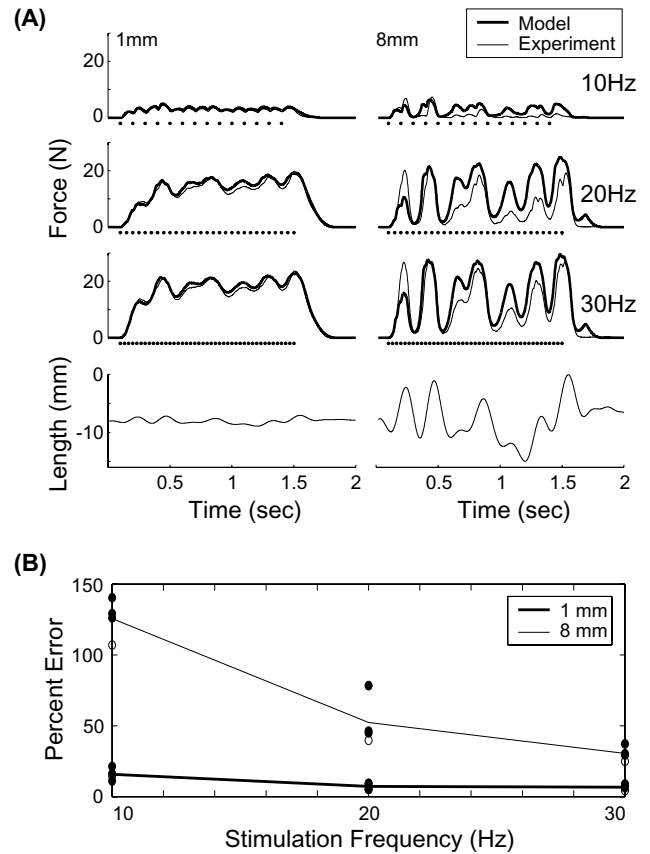 (A)
1mm
8mm
Model
Experiment
30
0
10Hz
Force (N)
20
0
20Hz
20
0
30Hz
Length (mm)
0
-10
0.5
1
1.5
2
0.5
1
1.5
2
Time (sec)
Time (sec)
(B)
Percent Error
150
100
50
0
1 mm
8 mm
10
20
30
Stimulation Frequency (Hz)